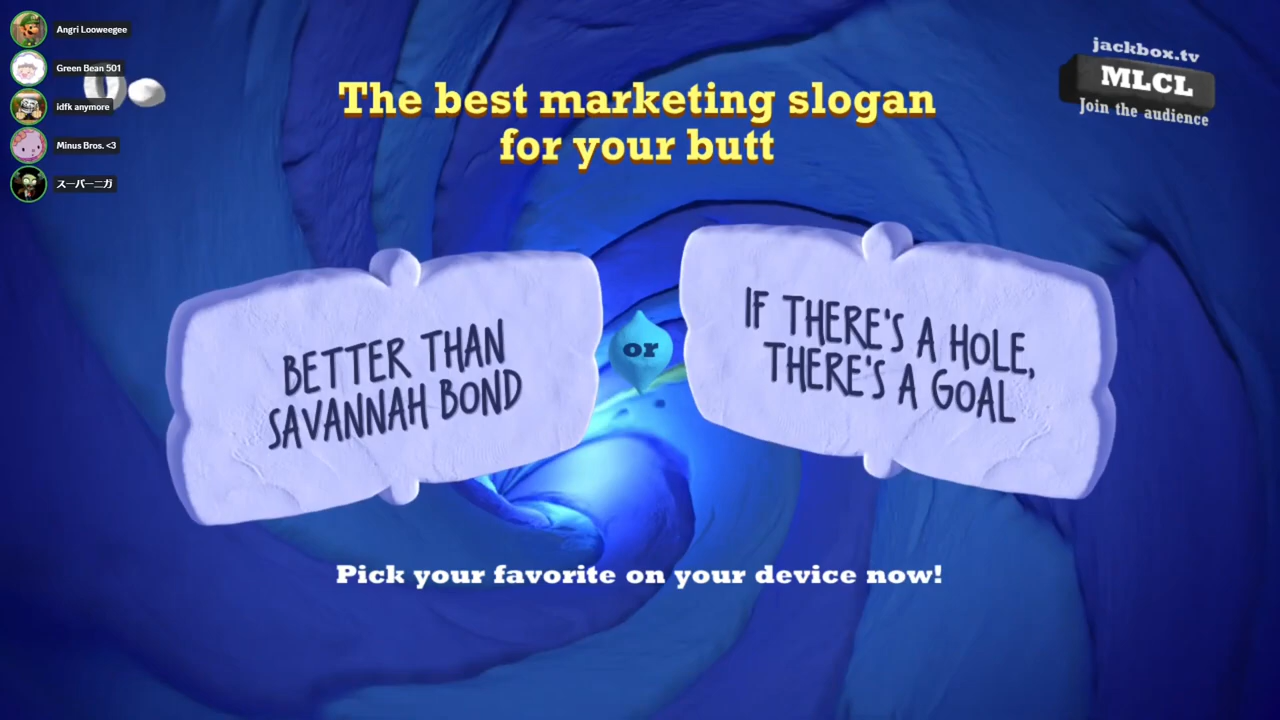 Angri Looweegee
Green Bean 501
idfk anymore
Minus Bros. <3
スーパーニガ
jackbox.tv
MLCL
Join the audience
The best marketing slogan
for your butt
BETTER THAN
SAVANNAH BOND
or
IF THERE'S A HOLE,
THERE'S A GOAL
Pick your favorite on your device now!